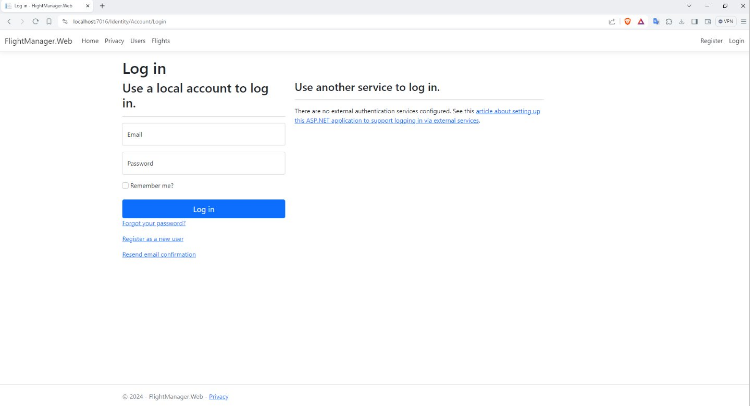 Log in - FlightManager.Web
localhost:7016/Identity/Account/Login
VPN
FlightManager.Web Home Privacy Users Flights Register Login
Log in
Use a local account to log
in.
Email
Password
Remember me?
Log in
Forgot your password?
Register as a new user
Resend email confirmation
Use another service to log in.
There are no external authentication services configured. See this article about setting up
this ASP.NET application to support logging in via external services.
© 2024 - FlightManager.Web - Privacy